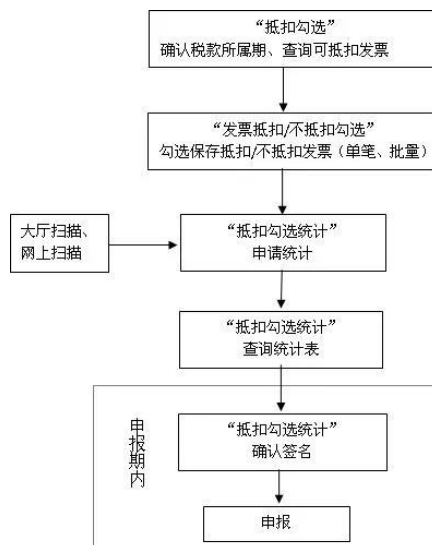 “抵扣勾选”
确认税款所属期、查询可抵扣发票
“发票抵扣/不抵扣勾选”
勾选保存抵扣/不抵扣发票（单笔、批量）
大厅扫描、
网上扫描
“抵扣勾选统计”
申请统计
“抵扣勾选统计”
查询统计表
申报期内
“抵扣勾选统计”
确认签名
申报